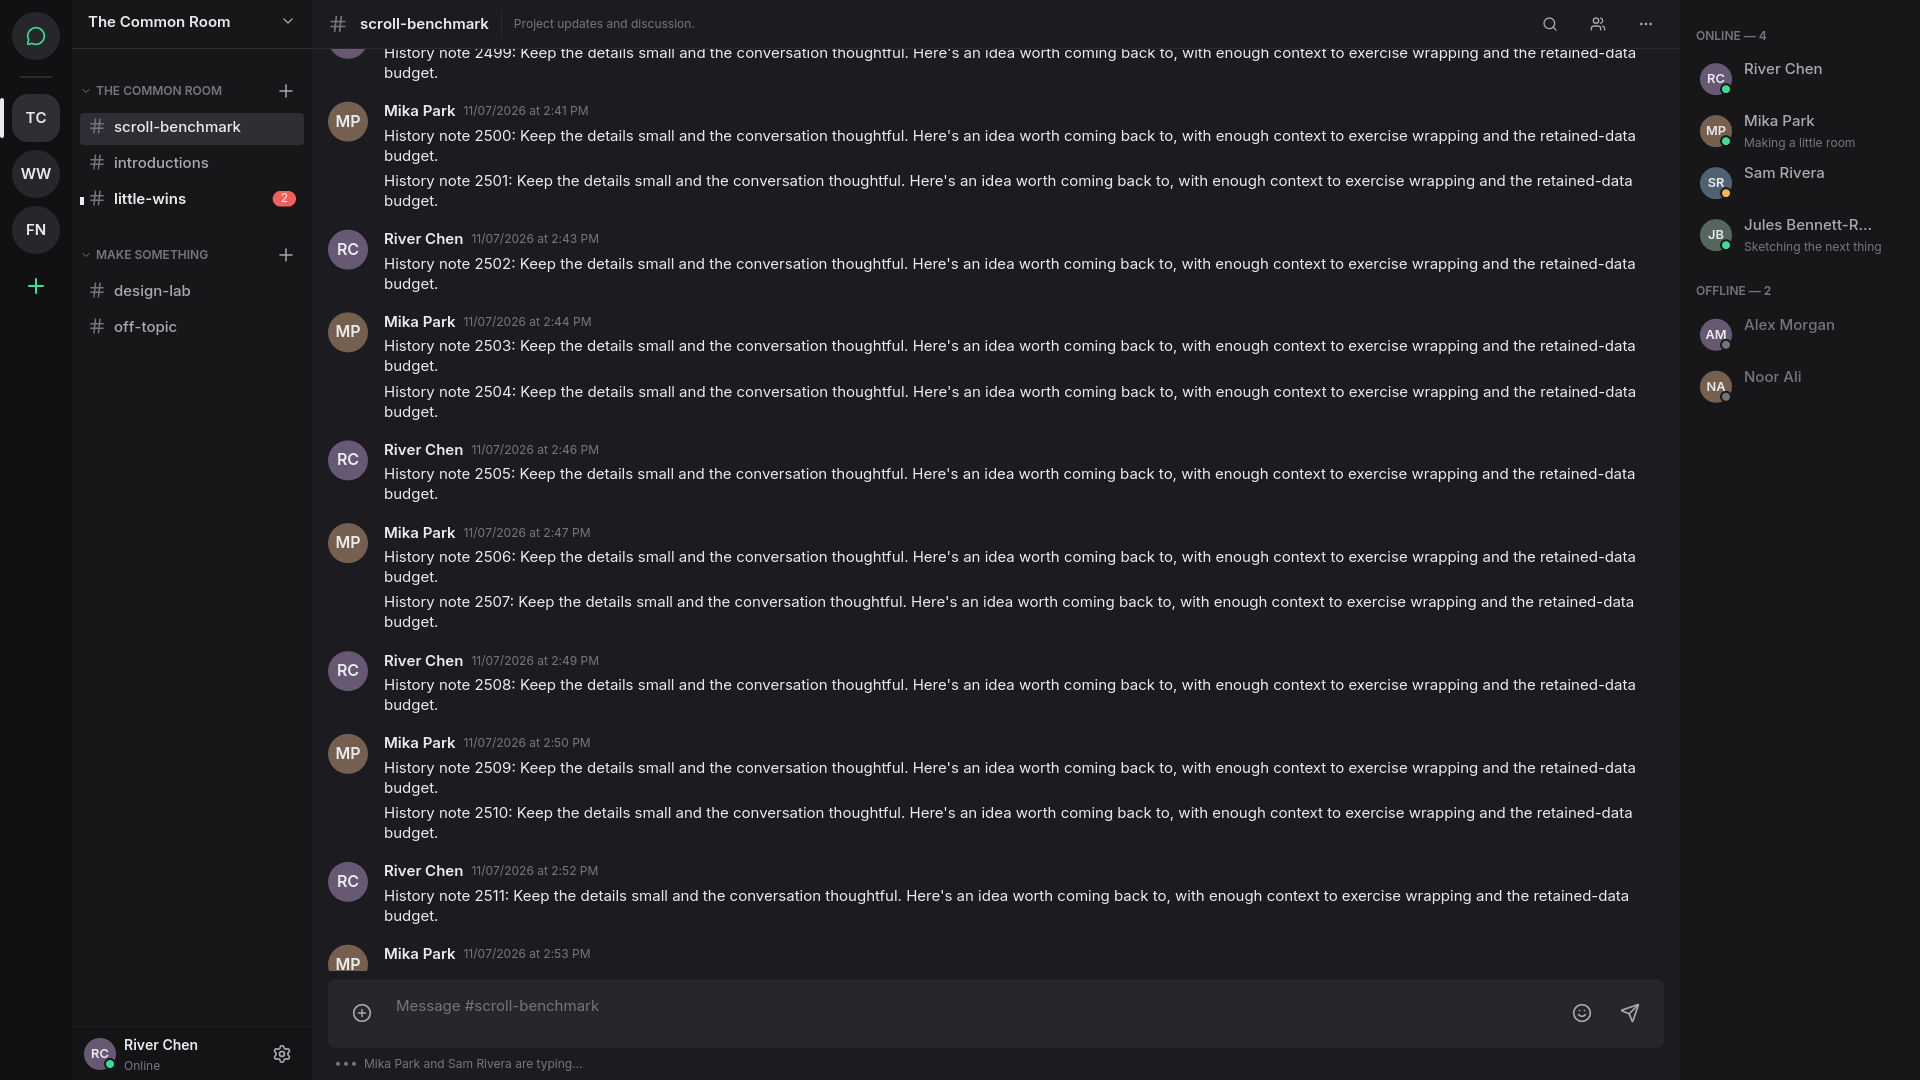 The Common Room
scroll-benchmark
Project updates and discussion.
TC
WW
FN
THE COMMON ROOM
scroll-benchmark
introductions
little-wins
2
MAKE SOMETHING
design-lab
off-topic
RC
River Chen
Online
History note 2499: Keep the details small and the conversation thoughtful. Here's an idea worth coming back to, with enough context to exercise wrapping and the retained-data
budget.
MP
Mika Park 11/07/2026 at 2:41 PM
History note 2500: Keep the details small and the conversation thoughtful. Here's an idea worth coming back to, with enough context to exercise wrapping and the retained-data
budget.
History note 2501: Keep the details small and the conversation thoughtful. Here's an idea worth coming back to, with enough context to exercise wrapping and the retained-data
budget.
RC
River Chen 11/07/2026 at 2:43 PM
History note 2502: Keep the details small and the conversation thoughtful. Here's an idea worth coming back to, with enough context to exercise wrapping and the retained-data
budget.
MP
Mika Park 11/07/2026 at 2:44 PM
History note 2503: Keep the details small and the conversation thoughtful. Here's an idea worth coming back to, with enough context to exercise wrapping and the retained-data
budget.
History note 2504: Keep the details small and the conversation thoughtful. Here's an idea worth coming back to, with enough context to exercise wrapping and the retained-data
budget.
RC
River Chen 11/07/2026 at 2:46 PM
History note 2505: Keep the details small and the conversation thoughtful. Here's an idea worth coming back to, with enough context to exercise wrapping and the retained-data
budget.
MP
Mika Park 11/07/2026 at 2:47 PM
History note 2506: Keep the details small and the conversation thoughtful. Here's an idea worth coming back to, with enough context to exercise wrapping and the retained-data
budget.
History note 2507: Keep the details small and the conversation thoughtful. Here's an idea worth coming back to, with enough context to exercise wrapping and the retained-data
budget.
RC
River Chen 11/07/2026 at 2:49 PM
History note 2508: Keep the details small and the conversation thoughtful. Here's an idea worth coming back to, with enough context to exercise wrapping and the retained-data
budget.
MP
Mika Park 11/07/2026 at 2:50 PM
History note 2509: Keep the details small and the conversation thoughtful. Here's an idea worth coming back to, with enough context to exercise wrapping and the retained-data
budget.
History note 2510: Keep the details small and the conversation thoughtful. Here's an idea worth coming back to, with enough context to exercise wrapping and the retained-data
budget.
RC
River Chen 11/07/2026 at 2:52 PM
History note 2511: Keep the details small and the conversation thoughtful. Here's an idea worth coming back to, with enough context to exercise wrapping and the retained-data
budget.
MP
Mika Park 11/07/2026 at 2:53 PM
Message #scroll-benchmark
Mika Park and Sam Rivera are typing...
ONLINE — 4
RC
River Chen
MP
Mika Park
Making a little room
SR
Sam Rivera
JB
Jules Bennett-R...
Sketching the next thing
OFFLINE — 2
AM
Alex Morgan
NA
Noor Ali